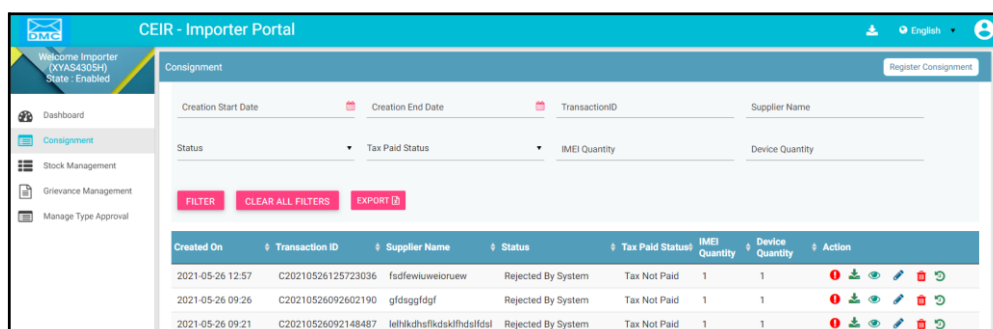 DMC
CEIR - Importer Portal
English
Welcome Importer
(XYAS4305H)
State : Enabled
Consignment
Register Consignment
Dashboard
Consignment
Stock Management
Grievance Management
Manage Type Approval
Creation Start Date Creation End Date TransactionID Supplier Name
Status Tax Paid Status IMEI Quantity Device Quantity
FILTER CLEAR ALL FILTERS EXPORT
Created On Transaction ID Supplier Name Status Tax Paid Status IMEI Quantity Device Quantity Action
2021-05-26 12:57 C20210526125723036 fsdfewiuweioruew Rejected By System Tax Not Paid 1 1
2021-05-26 09:26 C20210526092602190 gfdsggfdgf Rejected By System Tax Not Paid 1 1
2021-05-26 09:21 C20210526092148487 Rejected By System Tax Not Paid 1 1